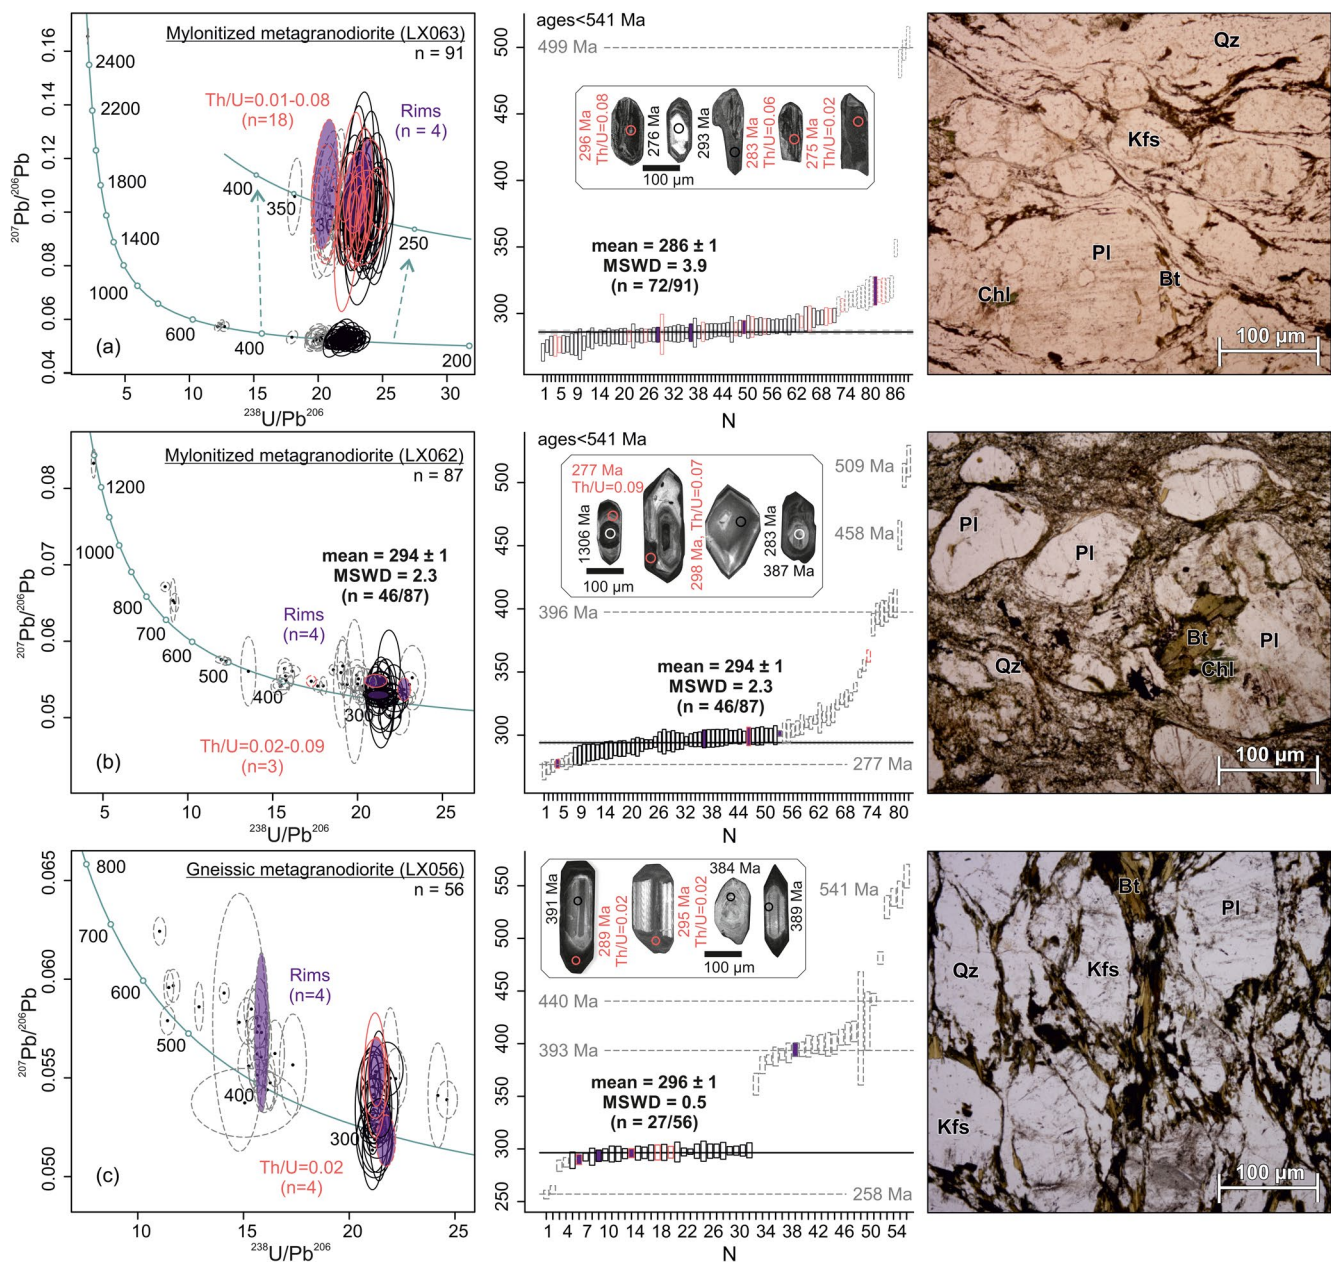 Mylonitized metagranodiorite (LX063)
n = 91
Th/U=0.01-0.08
(n=18)
Rims
(n = 4)
2400
2200
1800
1400
1000
600
400
200
400
350
300
250
(a)
0.16
0.14
0.12
0.10
0.08
0.06
0.04
207Pb/206Pb
5
10
15
20
25
30
238U/Pb206
ages<541 Ma
499 Ma
296 Ma
Th/U=0.08
276 Ma
293 Ma
283 Ma
Th/U=0.06
275 Ma
Th/U=0.02
100 µm
mean = 286 ± 1
MSWD = 3.9
(n = 72/91)
500
450
400
350
300
1 5 9 14 20 26 32 38 44 50 56 62 68 74 80 86
N
Qz
Kfs
Pl
Bt
Chl
100 µm
Mylonitized metagranodiorite (LX062)
n = 87
1200
1000
800
700
600
500
400
300
mean = 294 ± 1
MSWD = 2.3
(n = 46/87)
Rims
(n=4)
Th/U=0.02-0.09
(n=3)
(b)
0.08
0.07
0.06
0.05
207Pb/206Pb
5
10
15
20
25
238U/Pb206
ages<541 Ma
277 Ma
Th/U=0.09
1306 Ma
298 Ma, Th/U=0.07
283 Ma
387 Ma
100 µm
509 Ma
458 Ma
396 Ma
mean = 294 ± 1
MSWD = 2.3
(n = 46/87)
277 Ma
500
450
400
350
300
1 5 9 14 20 26 32 38 44 50 56 62 68 74 80
N
Pl
Pl
Bt
Pl
Chl
Qz
100 µm
Gneissic metagranodiorite (LX056)
n = 56
800
700
600
500
400
300
Rims
(n=4)
Th/U=0.02
(n=4)
(c)
0.065
0.060
0.055
0.050
207Pb/206Pb
10
15
20
25
238U/Pb206
391 Ma
289 Ma
Th/U=0.02
295 Ma
Th/U=0.02
384 Ma
389 Ma
100 µm
541 Ma
440 Ma
393 Ma
mean = 296 ± 1
MSWD = 0.5
(n = 27/56)
258 Ma
550
500
450
400
350
300
250
1 4 7 10 14 18 22 26 30 34 38 42 46 50 54
N
Bt
Pl
Qz
Kfs
Kfs
100 µm